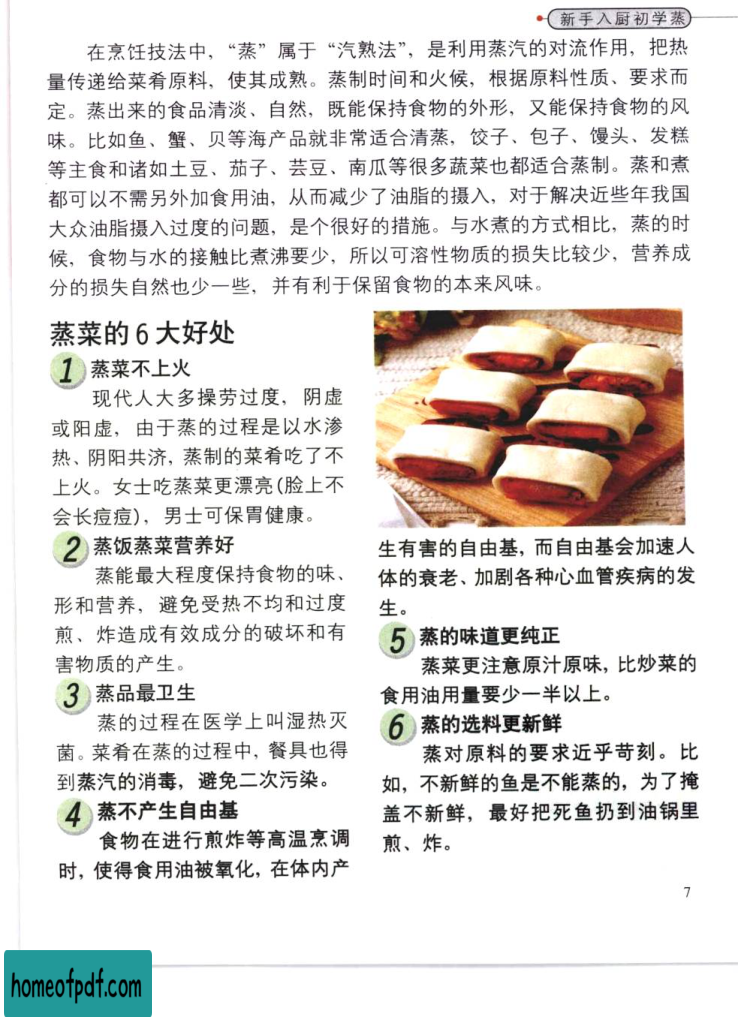 新手入厨初学蒸
在烹饪技法中，“蒸”属于“汽熟法”，是利用蒸汽的对流作用，把热
量传递给菜肴原料，使其成熟。蒸制时间和火候，根据原料性质、要求而
定。蒸出来的食品清淡、自然，既能保持食物的外形，又能保持食物的风
味。比如鱼、蟹、贝等海产品就非常适合清蒸，饺子、包子、馒头、发糕
等主食和诸如土豆、茄子、芸豆、南瓜等很多蔬菜也都适合蒸制。蒸和煮
都可以不需另外加食用油，从而减少了油脂的摄入，对于解决近些年我国
大众油脂摄入过度的问题，是个很好的措施。与水煮的方式相比，蒸的时
候，食物与水的接触比煮沸要少，所以可溶性物质的损失比较少，营养成
分的损失自然也少一些，并有利于保留食物的本来风味。
蒸菜的6大好处
1 蒸菜不上火
现代人大多操劳过度，阴虚
或阳虚，由于蒸的过程是以水渗
热、阴阳共济，蒸制的菜肴吃了不
上火。女士吃蒸菜更漂亮(脸上不
会长痘痘)，男士可保胃健康。
2 蒸饭蒸菜营养好
蒸能最大程度保持食物的味、
形和营养，避免受热不均和过度
煎、炸造成有效成分的破坏和有
害物质的产生。
3 蒸品最卫生
蒸的过程在医学上叫湿热灭
菌。菜肴在蒸的过程中，餐具也得
到蒸汽的消毒，避免二次污染。
4 蒸不产生自由基
食物在进行煎炸等高温烹调
时，使得食用油被氧化，在体内产
生有害的自由基，而自由基会加速人
体的衰老、加剧各种心血管疾病的发
生。
5 蒸的味道更纯正
蒸菜更注意原汁原味，比炒菜的
食用油用量要少一半以上。
6 蒸的选料更新鲜
蒸对原料的要求近乎苛刻。比
如，不新鲜的鱼是不能蒸的，为了掩
盖不新鲜，最好把死鱼扔到油锅里
煎、炸。
7
homeofpdf.com